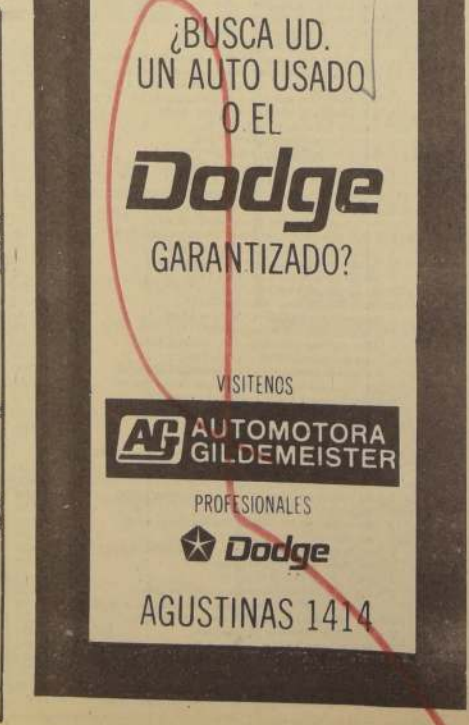 ¿BUSCA UD.
UN AUTO USADO
O EL
Dodge
GARANTIZADO?
VISITENOS
AG AUTOMOTORA
GILDEMEISTER
PROFESIONALES
Dodge
AGUSTINAS 1414